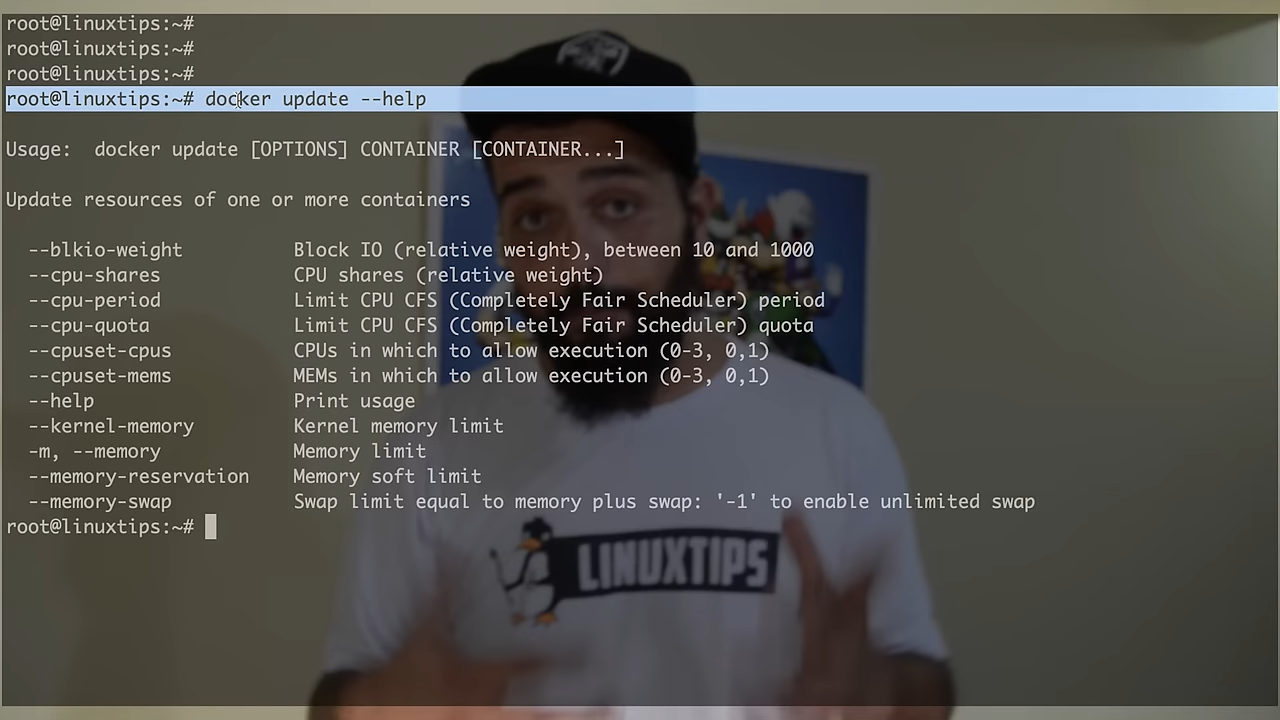 root@linuxtips:~#
root@linuxtips:~#
root@linuxtips:~#
root@linuxtips:~# docker update --help
Usage:  docker update [OPTIONS] CONTAINER [CONTAINER...]
Update resources of one or more containers
--blkio-weight Block IO (relative weight), between 10 and 1000
--cpu-shares CPU shares (relative weight)
--cpu-period Limit CPU CFS (Completely Fair Scheduler) period
--cpu-quota Limit CPU CFS (Completely Fair Scheduler) quota
--cpuset-cpus CPUs in which to allow execution (0-3, 0,1)
--cpuset-mems MEMs in which to allow execution (0-3, 0,1)
--help Print usage
--kernel-memory Kernel memory limit
-m, --memory Memory limit
--memory-reservation Memory soft limit
--memory-swap Swap limit equal to memory plus swap: '-1' to enable unlimited swap
root@linuxtips:~#
LINUXTIPS